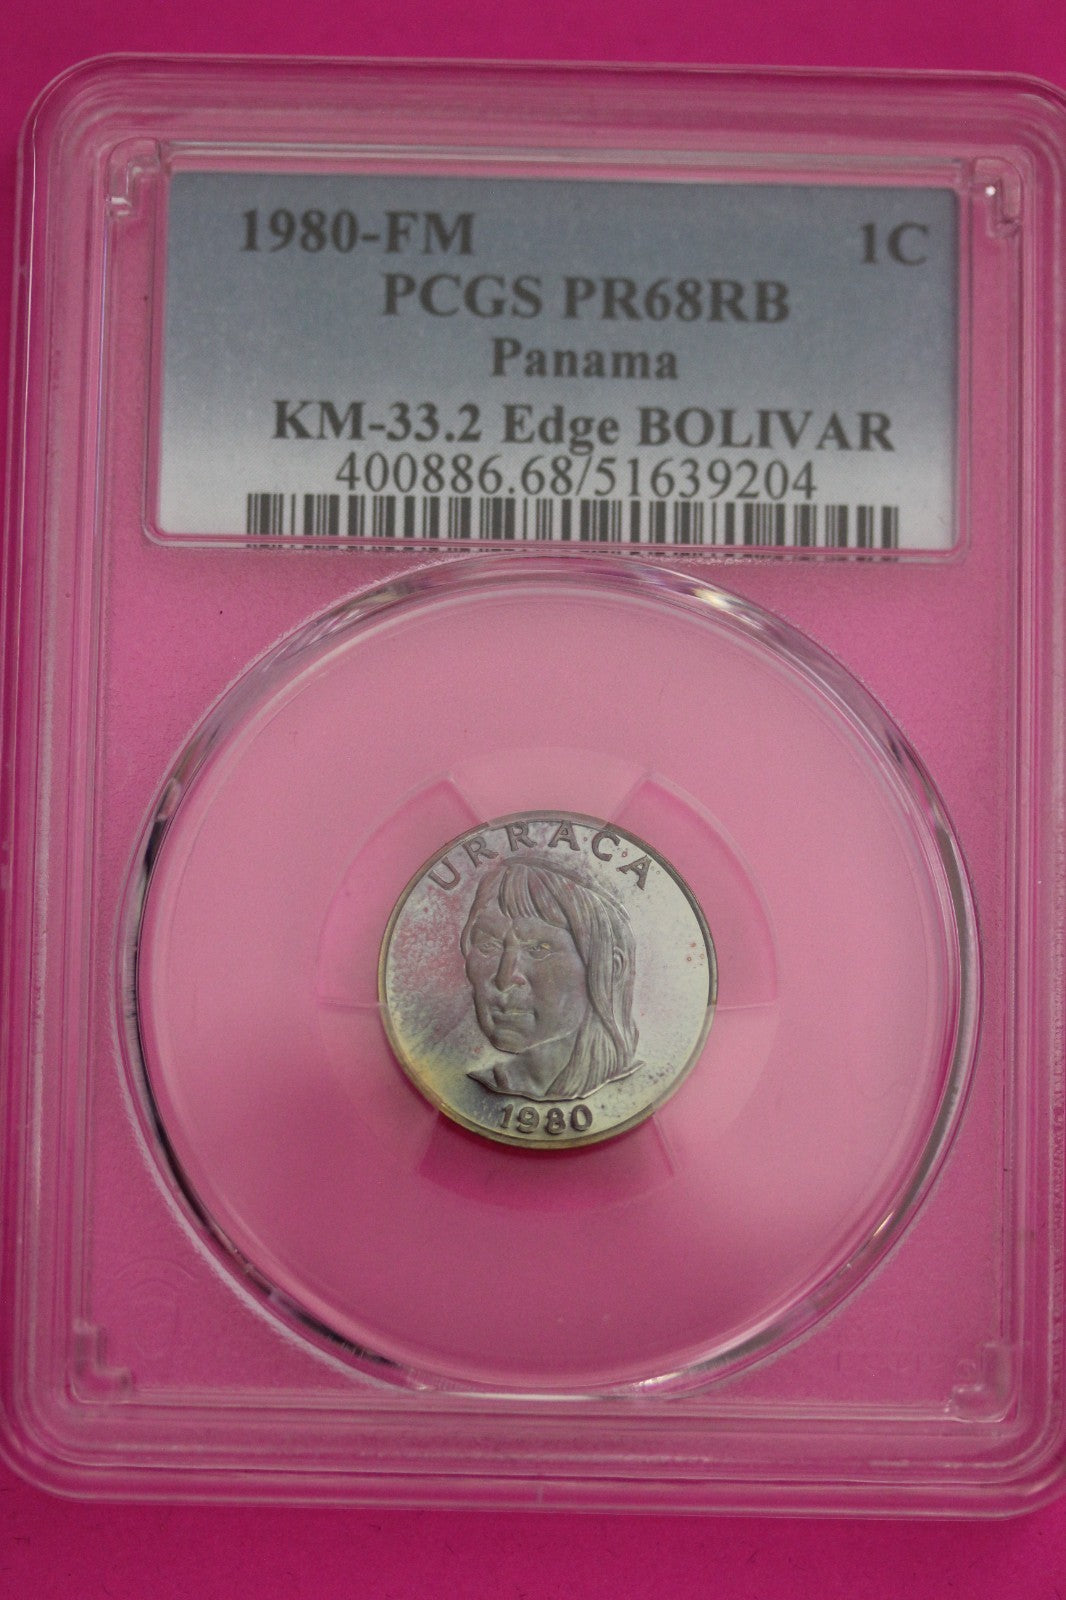 1980-FM 1C
PCGS PR68RB
Panama
KM-33.2 Edge BOLIVAR
400886.68/51639204
URRACA
1980